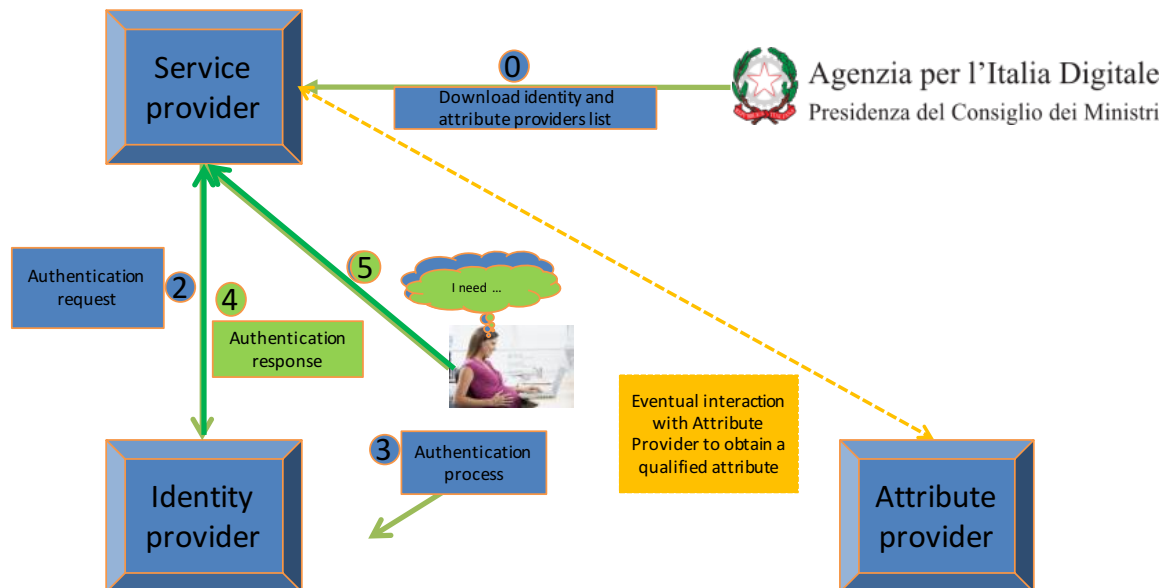 Service
provider
0
Download identity and
attribute providers list
Agenzia per l'Italia Digitale
Presidenza del Consiglio dei Ministri
Authentication
request
2
4
Authentication
response
5
I need ...
3
Authentication
process
Eventual interaction
with Attribute
Provider to obtain a
qualified attribute
Identity
provider
Attribute
provider